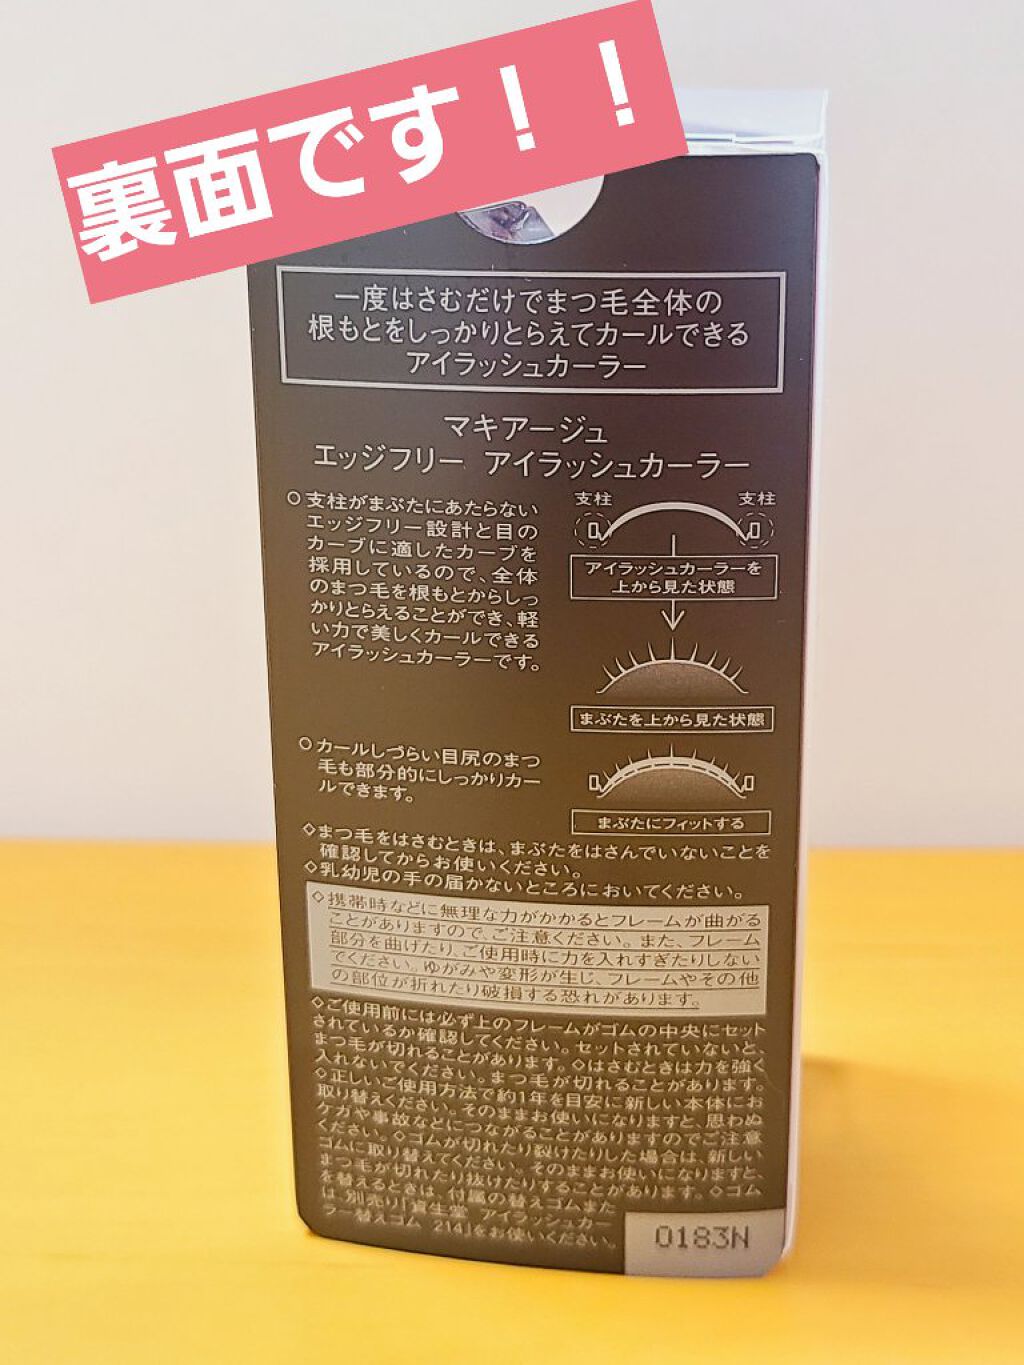 裏面です！！
一度はさむだけでまつ毛全体の
根もとをしっかりとらえてカールできる
アイラッシュカーラー
マキアージュ
エッジフリー アイラッシュカーラー
○支柱がまぶたにあたらない
エッジフリー設計と目の
カーブに適したカーブを
採用しているので、全体
のまつ毛を根もとからしっ
かりとらえることができ、軽
い力で美しくカールできる
アイラッシュカーラーです。
支柱 支柱
アイラッシュカーラーを
上から見た状態
まぶたを上から見た状態
○カールしづらい目尻のまつ
毛も部分的にしっかりカー
ルできます。
まぶたにフィットする
◇まつ毛をはさむときは、まぶたをはさんでいないことを
確認してからお使いください。
◇乳幼児の手の届かないところにおいてください。
◇携帯時などに無理な力がかかるとフレームが曲がる
ことがありますので、ご注意ください。また、フレーム
部分を曲げたり、ご使用時に力を入れすぎたりしない
でください。ゆがみや変形が生じ、フレームやその他
の部位が折れたり破損する恐れがあります。
◇ご使用前には必ず上のフレームがゴムの中央にセット
されているか確認してください。セットされていないと、
まつ毛が切れることがあります。◇はさむときは力を強く
入れないでください。まつ毛が切れることがあります。
◇正しいご使用方法で約1年を目安に新しい本体にお
取り替えください。そのままお使いになりますと、思わぬ
ケガや事故などにつながることがありますのでご注意
ください。◇ゴムが切れたり裂けたりした場合は、新しい
ゴムに取り替えてください。そのままお使いになりますと、
まつ毛が切れたり抜けたりすることがあります。◇ゴム
を替えるときは、付属の替えゴムまた
は、別売り「資生堂 アイラッシュカー
ラー替えゴム 214」をお使いください。
0183N